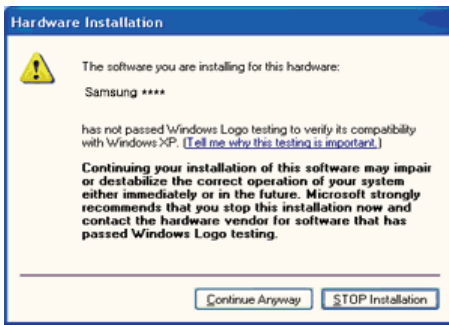 Hardware Installation
The software you are installing for this hardware:
Samsung ****
has not passed Windows Logo testing to verify its compatibility
with Windows XP. (Tell me why this testing is important.)
Continuing your installation of this software may impair
or destabilize the correct operation of your system
either immediately or in the future. Microsoft strongly
recommends that you stop this installation now and
contact the hardware vendor for software that has
passed Windows Logo testing.
Continue Anyway
STOP Installation